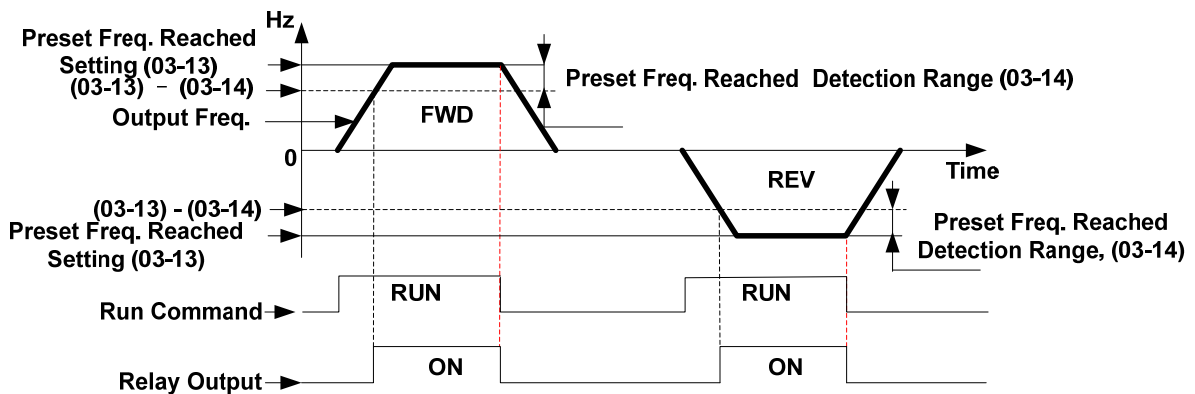 Hz
Preset Freq. Reached
Setting (03-13)
(03-13) - (03-14)
Output Freq.
Preset Freq. Reached Detection Range (03-14)
FWD
0
Time
REV
(03-13) - (03-14)
Preset Freq. Reached
Setting (03-13)
Preset Freq. Reached
Detection Range, (03-14)
RUN
RUN
Run Command
ON
ON
Relay Output